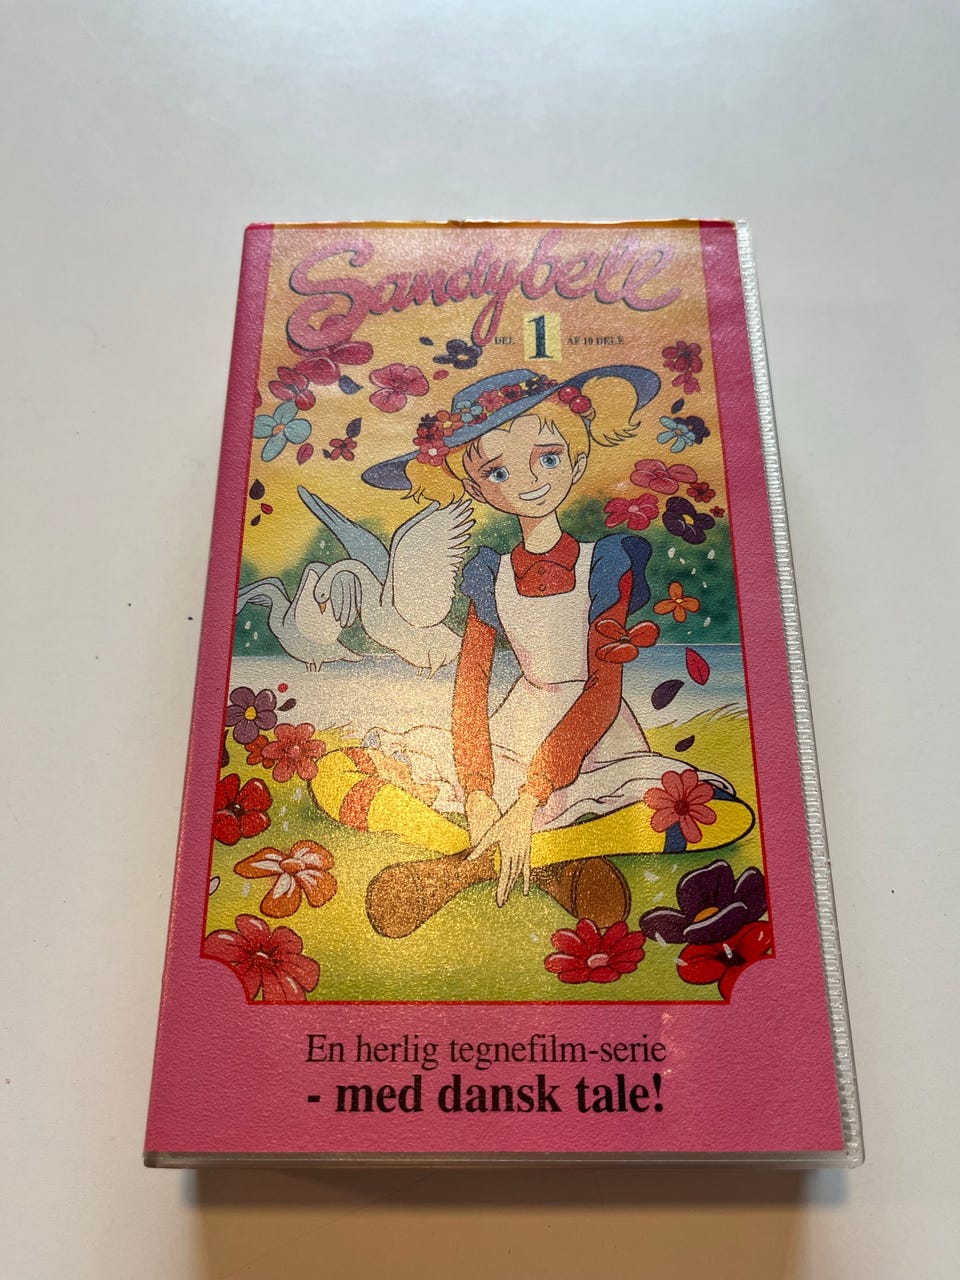 Sandybell
DEL 1 AF 10 DELE
En herlig tegnefilm-serie
- med dansk tale!